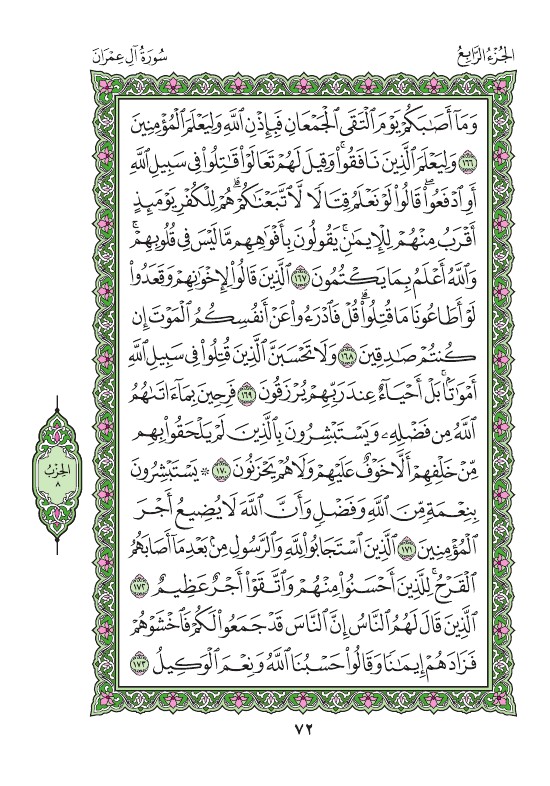 الجُزْءُ الرَّابِعُ
سُورَةُ آلِ عِمْرَان
وَمَآ أَصَٰبَكُمْ يَوْمَ ٱلْتَقَى ٱلْجَمْعَانِ فَبِإِذْنِ ٱللَّهِ وَلِيَعْلَمَ ٱلْمُؤْمِنِينَ
١٦٦ وَلِيَعْلَمَ ٱلَّذِينَ نَافَقُوا۟ۚ وَقِيلَ لَهُمْ تَعَالَوْا۟ قَٰتِلُوا۟ فِى سَبِيلِ ٱللَّهِ
أَوِ ٱدْفَعُوا۟ۖ قَالُوا۟ لَوْ نَعْلَمُ قِتَالًا لَّٱتَّبَعْنَٰكُمْۗ هُمْ لِلْكُفْرِ يَوْمَئِذٍ
أَقْرَبُ مِنْهُمْ لِلْإِيمَٰنِۚ يَقُولُونَ بِأَفْوَٰهِهِم مَّا لَيْسَ فِى قُلُوبِهِمْۚ
وَٱللَّهُ أَعْلَمُ بِمَا يَكْتُمُونَ ١٦٧ ٱلَّذِينَ قَالُوا۟ لِإِخْوَٰنِهِمْ وَقَعَدُوا۟
لَوْ أَطَاعُونَا مَا قُتِلُوا۟ۗ قُلْ فَٱدْرَءُوا۟ عَنْ أَنفُسِكُمُ ٱلْمَوْتَ إِن
كُنتُمْ صَٰدِقِينَ ١٦٨ وَلَا تَحْسَبَنَّ ٱلَّذِينَ قُتِلُوا۟ فِى سَبِيلِ ٱللَّهِ
أَمْوَٰتًۢاۚ بَلْ أَحْيَآءٌ عِندَ رَبِّهِمْ يُرْزَقُونَ ١٦٩ فَرِحِينَ بِمَآ ءَاتَىٰهُمُ
ٱللَّهُ مِن فَضْلِهِۦ وَيَسْتَبْشِرُونَ بِٱلَّذِينَ لَمْ يَلْحَقُوا۟ بِهِم
مِّنْ خَلْفِهِمْ أَلَّا خَوْفٌ عَلَيْهِمْ وَلَا هُمْ يَحْزَنُونَ ١٧٠ ۞ يَسْتَبْشِرُونَ
بِنِعْمَةٍ مِّنَ ٱللَّهِ وَفَضْلٍ وَأَنَّ ٱللَّهَ لَا يُضِيعُ أَجْرَ
ٱلْمُؤْمِنِينَ ١٧١ ٱلَّذِينَ ٱسْتَجَابُوا۟ لِلَّهِ وَٱلرَّسُولِ مِنۢ بَعْدِ مَآ أَصَابَهُمُ
ٱلْقَرْحُۚ لِلَّذِينَ أَحْسَنُوا۟ مِنْهُمْ وَٱتَّقَوْا۟ أَجْرٌ عَظِيمٌ ١٧٢
ٱلَّذِينَ قَالَ لَهُمُ ٱلنَّاسُ إِنَّ ٱلنَّاسَ قَدْ جَمَعُوا۟ لَكُمْ فَٱخْشَوْهُمْ
فَزَادَهُمْ إِيمَٰنًا وَقَالُوا۟ حَسْبُنَا ٱللَّهُ وَنِعْمَ ٱلْوَكِيلُ ١٧٣
الحِزْبُ
٨
٧٢